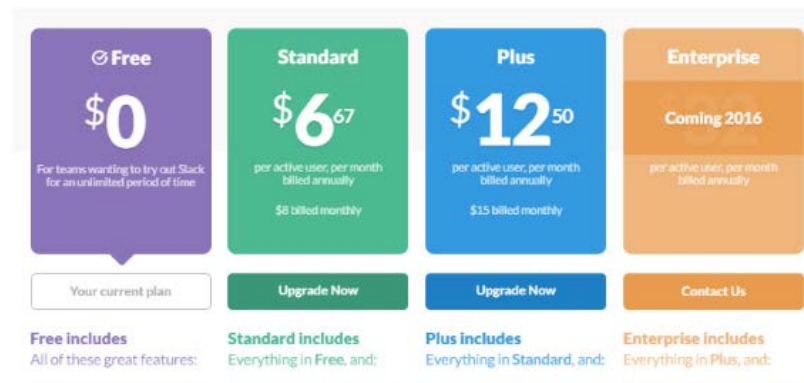 Free
$0
For teams wanting to try out Slack
for an unlimited period of time
Your current plan
Free includes
All of these great features:
Standard
$6 67
per active user, per month
billed annually
$8 billed monthly
Upgrade Now
Standard includes
Everything in Free, and:
Plus
$12 50
per active user, per month
billed annually
$15 billed monthly
Upgrade Now
Plus includes
Everything in Standard, and:
Enterprise
Coming 2016
per active user, per month
billed annually
Contact Us
Enterprise includes
Everything in Plus, and: